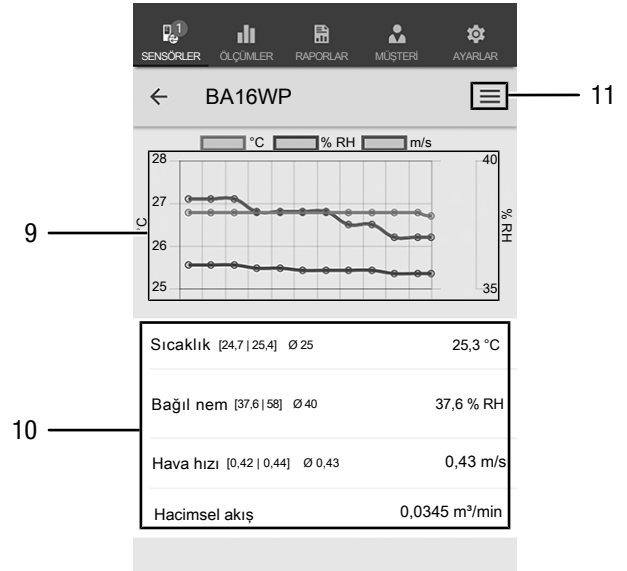 1
SENSÖRLER ÖLÇÜMLER RAPORLAR MÜŞTERİ AYARLAR
BA16WP
11
°C % RH m/s
28 40
27
°C % RH
9
26
25 35
Sıcaklık [24,7 | 25,4] Ø 25 25,3 °C
Bağıl nem [37,6 | 58] Ø 40 37,6 % RH
10
Hava hızı [0,42 | 0,44] Ø 0,43 0,43 m/s
Hacimsel akış 0,0345 m³/min